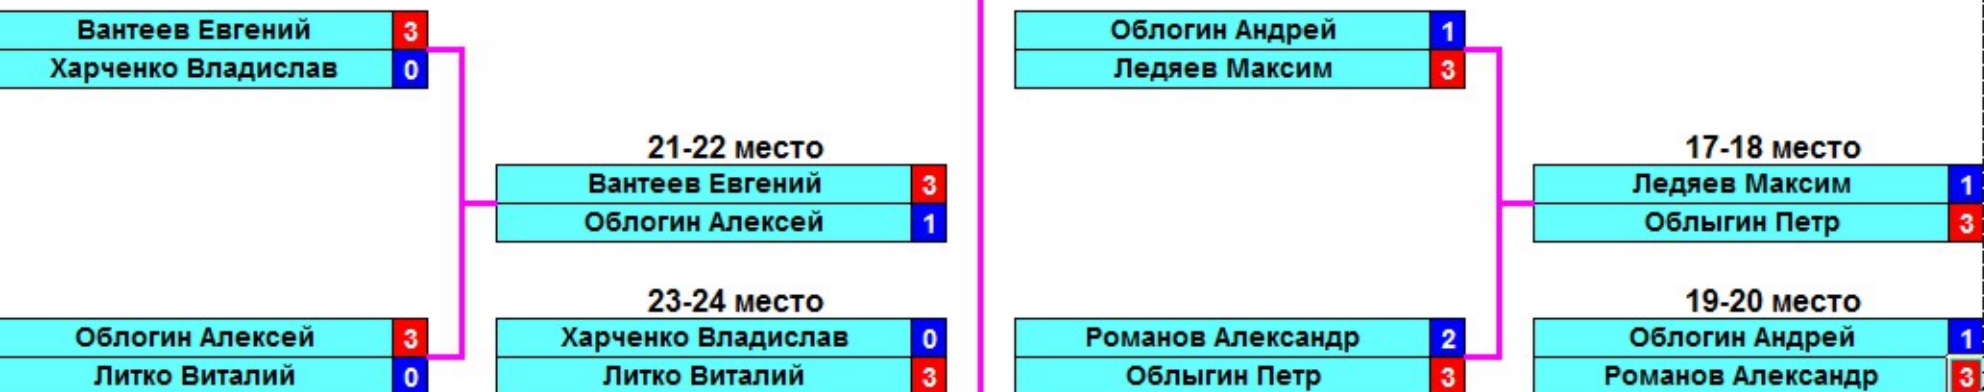 Вантеев Евгений 3
Харченко Владислав 0
21-22 место
Вантеев Евгений 3
Облогин Алексей 1
23-24 место
Облогин Алексей 3
Литко Виталий 0
Харченко Владислав 0
Литко Виталий 3
Облогин Андрей 1
Ледяев Максим 3
17-18 место
Ледяев Максим 1
Облыгин Петр 3
19-20 место
Романов Александр 2
Облыгин Петр 3
Облогин Андрей 1
Романов Александр 3